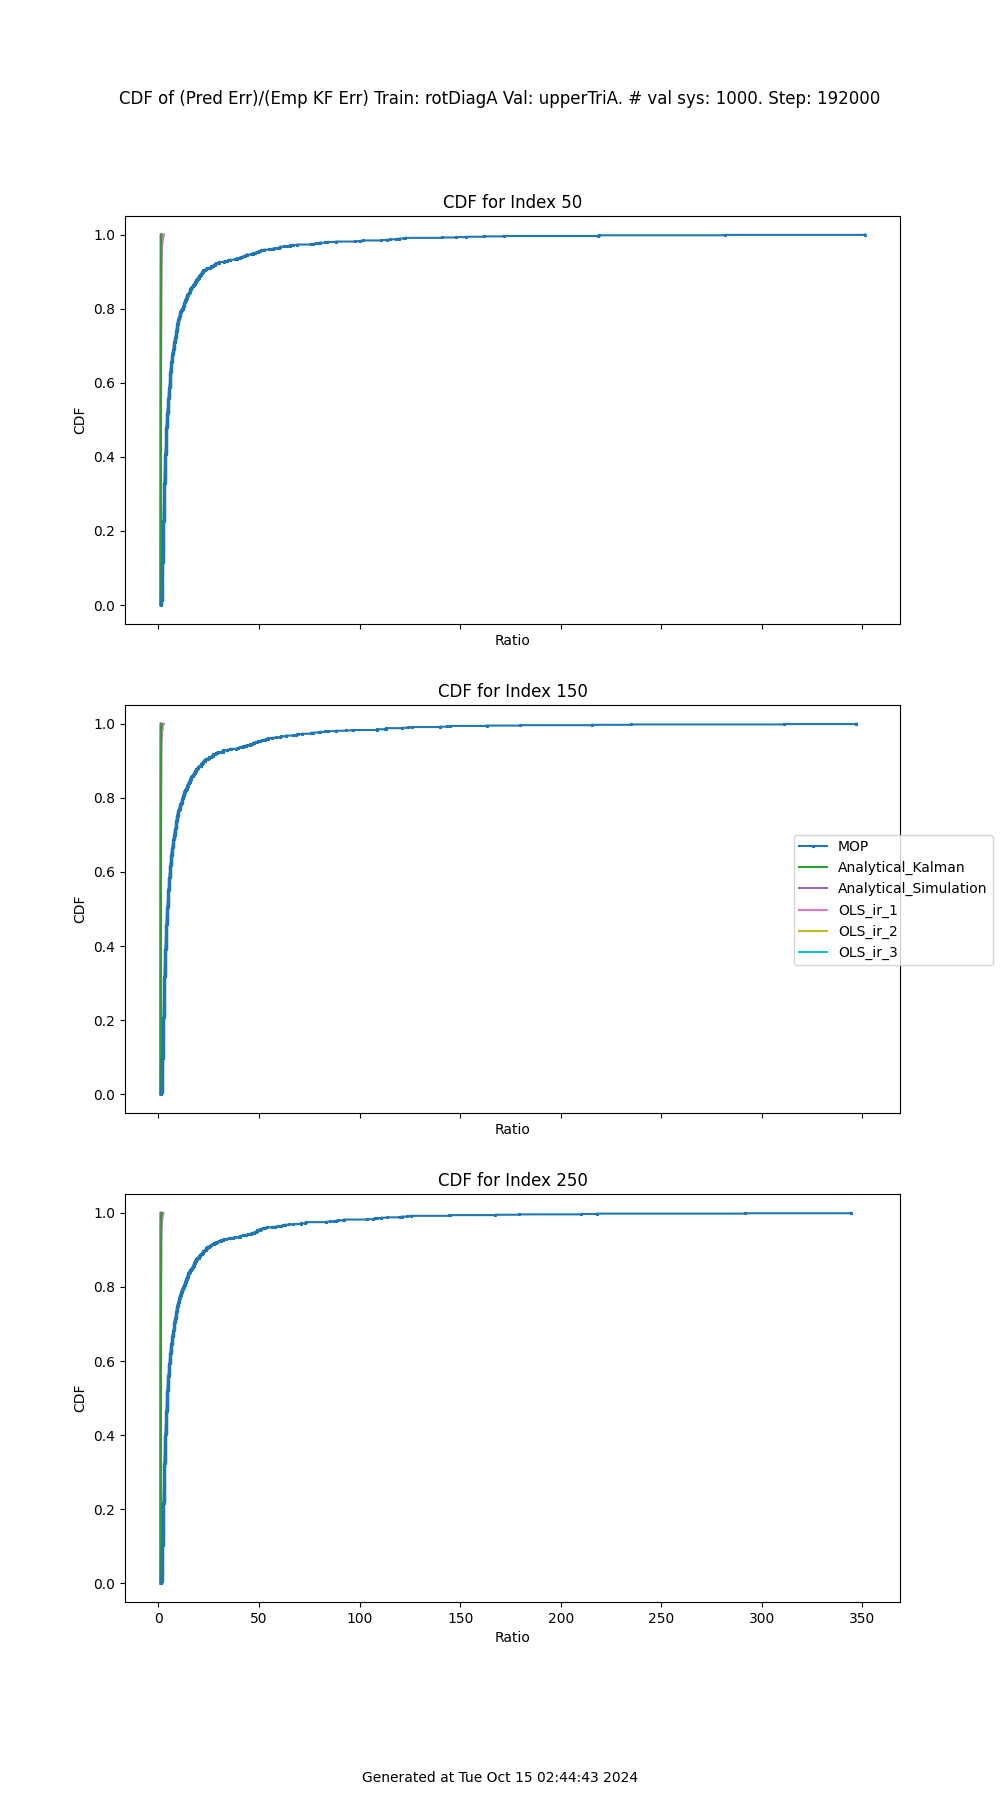 CDF of (Pred Err)/(Emp KF Err) Train: rotDiagA Val: upperTriA. # val sys: 1000. Step: 192000
CDF for Index 50
1.0
0.8
0.6
0.4
0.2
0.0
CDF
Ratio
CDF for Index 150
1.0
0.8
0.6
0.4
0.2
0.0
CDF
Ratio
MOP
Analytical_Kalman
Analytical_Simulation
OLS_ir_1
OLS_ir_2
OLS_ir_3
CDF for Index 250
1.0
0.8
0.6
0.4
0.2
0.0
CDF
0 50 100 150 200 250 300 350
Ratio
Generated at Tue Oct 15 02:44:43 2024